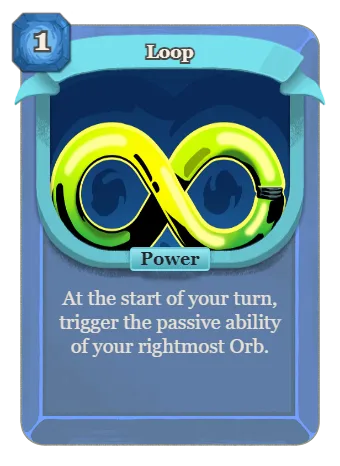 1
Loop
Power
At the start of your turn,
trigger the passive ability
of your rightmost Orb.